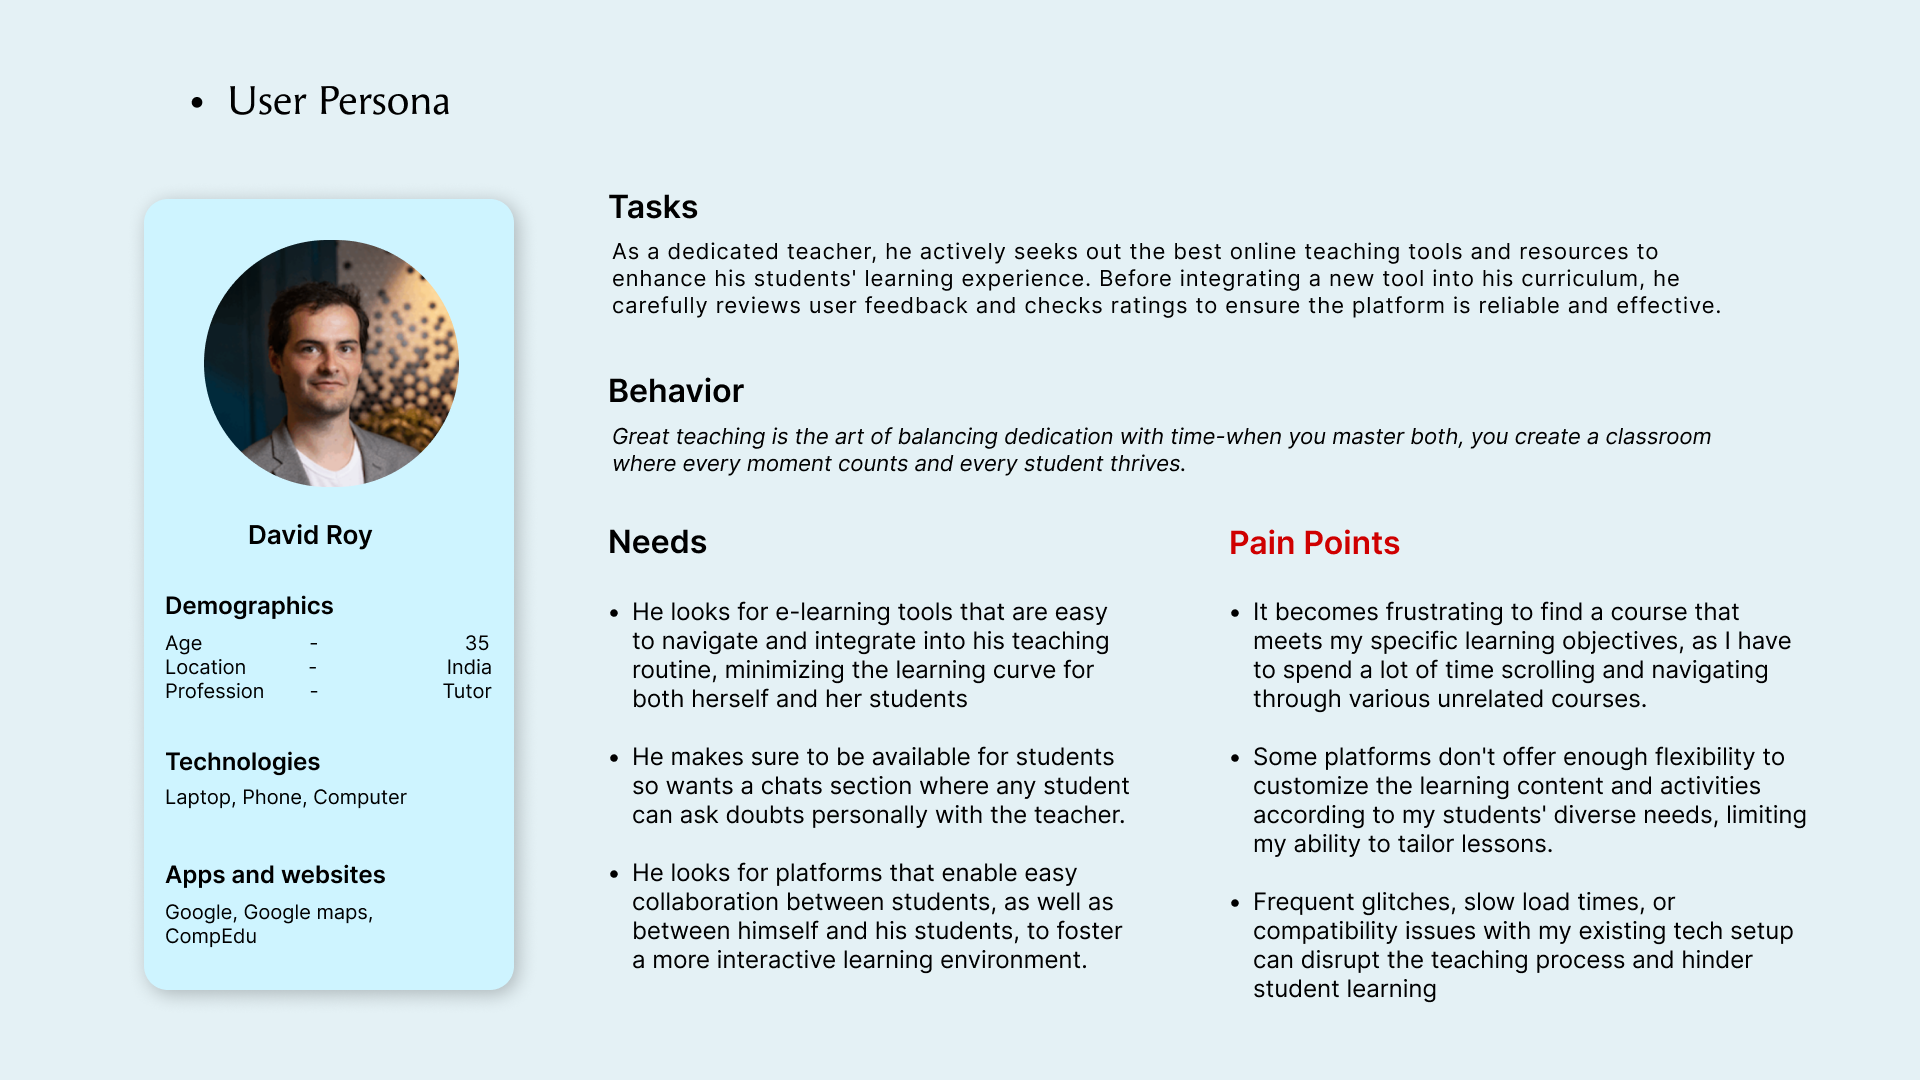 • User Persona
David Roy
Demographics
Age - 35
Location - India
Profession - Tutor
Technologies
Laptop, Phone, Computer
Apps and websites
Google, Google maps,
CompEdu
Tasks
As a dedicated teacher, he actively seeks out the best online teaching tools and resources to
enhance his students' learning experience. Before integrating a new tool into his curriculum, he
carefully reviews user feedback and checks ratings to ensure the platform is reliable and effective.
Behavior
Great teaching is the art of balancing dedication with time-when you master both, you create a classroom
where every moment counts and every student thrives.
Needs
• He looks for e-learning tools that are easy
to navigate and integrate into his teaching
routine, minimizing the learning curve for
both herself and her students
• He makes sure to be available for students
so wants a chats section where any student
can ask doubts personally with the teacher.
• He looks for platforms that enable easy
collaboration between students, as well as
between himself and his students, to foster
a more interactive learning environment.
Pain Points
• It becomes frustrating to find a course that
meets my specific learning objectives, as I have
to spend a lot of time scrolling and navigating
through various unrelated courses.
• Some platforms don't offer enough flexibility to
customize the learning content and activities
according to my students' diverse needs, limiting
my ability to tailor lessons.
• Frequent glitches, slow load times, or
compatibility issues with my existing tech setup
can disrupt the teaching process and hinder
student learning